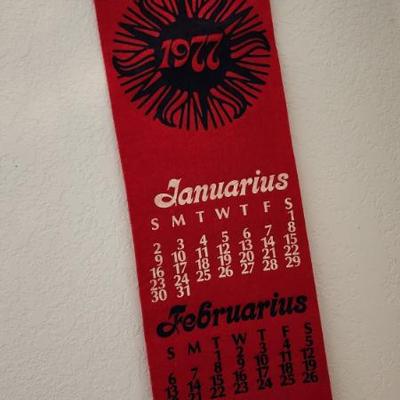 1977
Januarius
S M T W T F S
1
2 3 4 5 6 7 8
9 10 11 12 13 14 15
16 17 18 19 20 21 22
23 24 25 26 27 28 29
30 31
Februarius
S M T W T F S
1 2 3 4 5
6 7 8 9 10 11 12
13 14 15 16 17 18 19